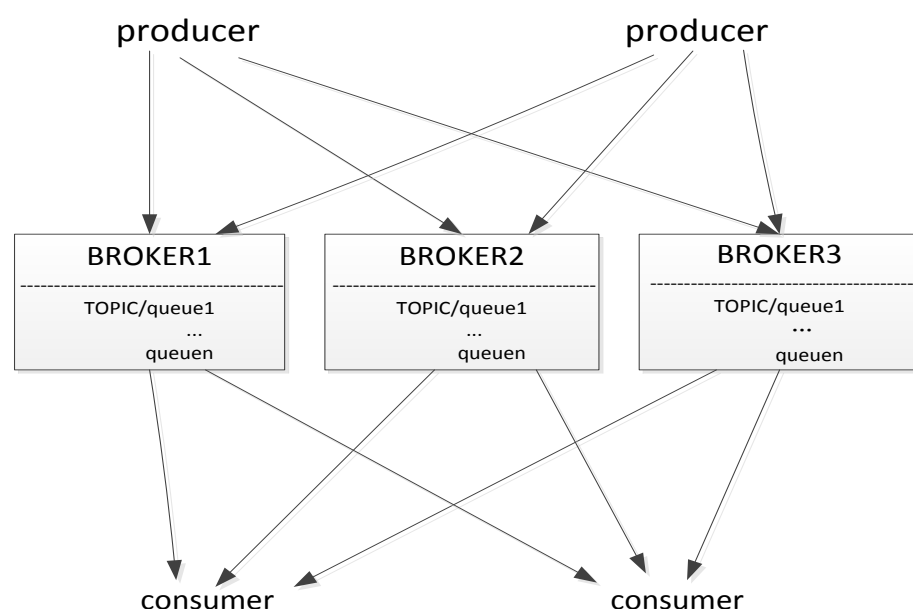 producer
producer
BROKER1
TOPIC/queue1
...
queuen
BROKER2
TOPIC/queue1
...
queuen
BROKER3
TOPIC/queue1
...
queuen
consumer
consumer